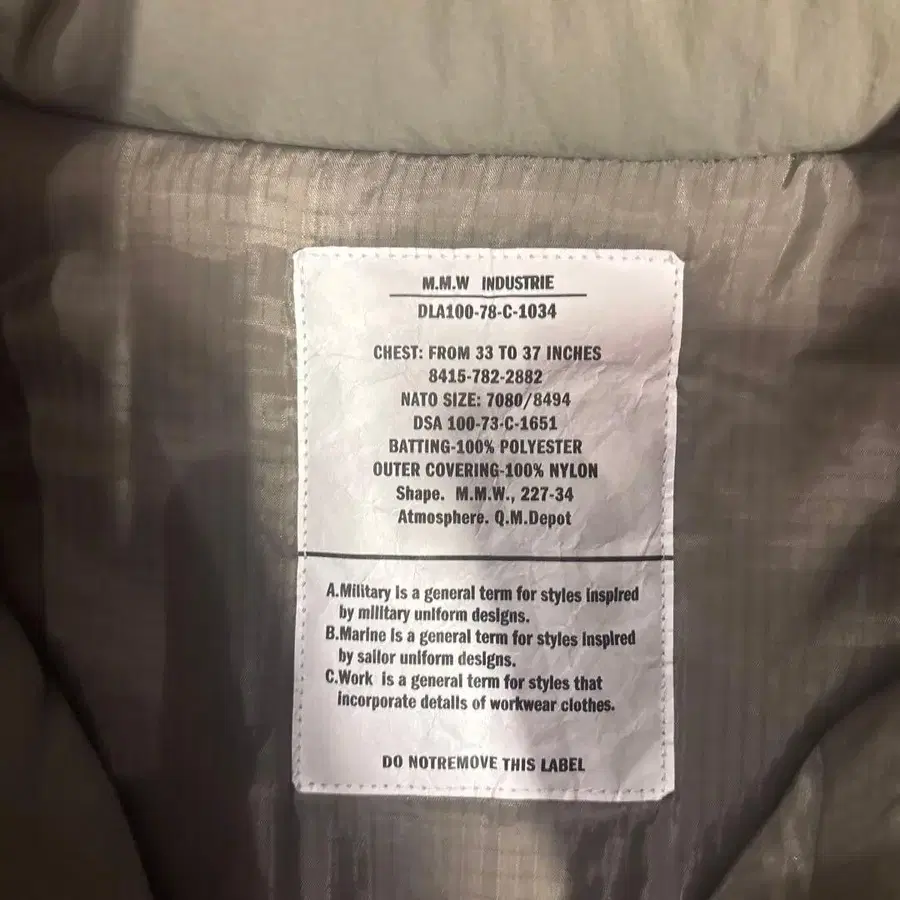 M.M.W INDUSTRIE
DLA100-78-C-1034
CHEST: FROM 33 TO 37 INCHES
8415-782-2882
NATO SIZE: 7080/8494
DSA 100-73-C-1651
BATTING-100% POLYESTER
OUTER COVERING-100% NYLON
Shape. M.M.W., 227-34
Atmosphere. Q.M.Depot
A.Military is a general term for styles inspired
by military uniform designs.
B.Marine is a general term for styles inspired
by sailor uniform designs.
C.Work is a general term for styles that
incorporate details of workwear clothes.
DO NOTREMOVE THIS LABEL